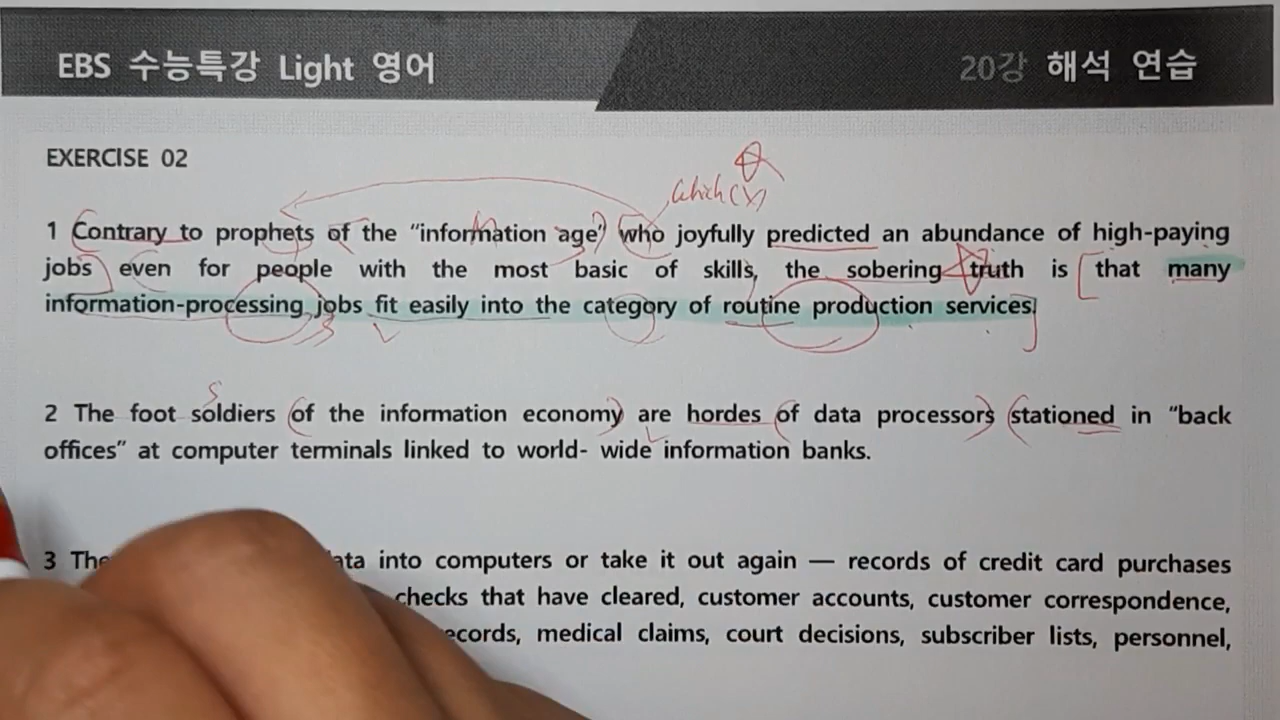 EBS 수능특강 Light 영어
20강 해석 연습
EXERCISE 02
which(X)
1 Contrary to prophets of the “information age” who joyfully predicted an abundance of high-paying
jobs even for people with the most basic of skills, the sobering truth is that many
information-processing jobs fit easily into the category of routine production services.
S
2 The foot soldiers of the information economy are hordes of data processors stationed in “back
offices” at computer terminals linked to world- wide information banks.
3 The ata into computers or take it out again — records of credit card purchases
checks that have cleared, customer accounts, customer correspondence,
ecords, medical claims, court decisions, subscriber lists, personnel,